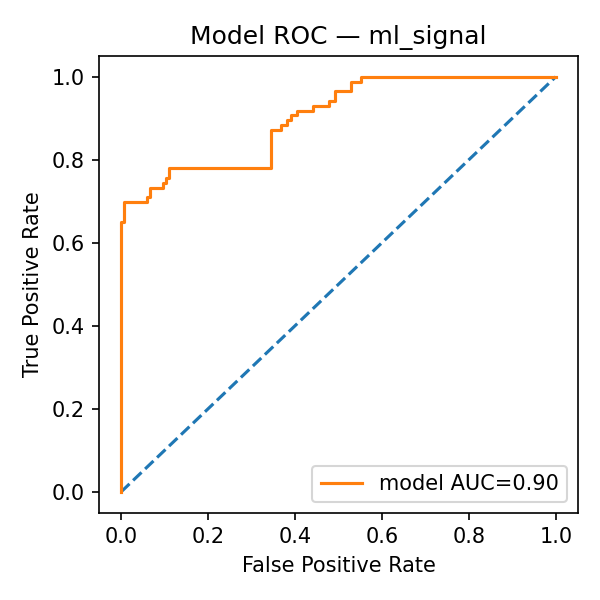 Model ROC — ml_signal
True Positive Rate
1.0
0.8
0.6
0.4
0.2
0.0
model AUC=0.90
0.0 0.2 0.4 0.6 0.8 1.0
False Positive Rate